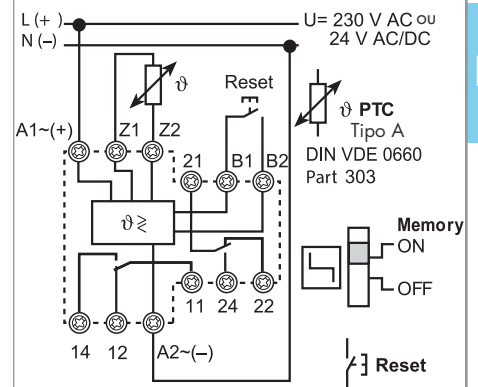 L (+) U= 230 V AC OU
N (–) 24 V AC/DC
ϑ Reset
ϑ PTC
A1~(+) Z1 Z2 Tipo A
21 B1 B2 DIN VDE 0660
Part 303
ϑ ≥
Memory
ON
OFF
11 24 22
14 12 A2~(–)
Reset